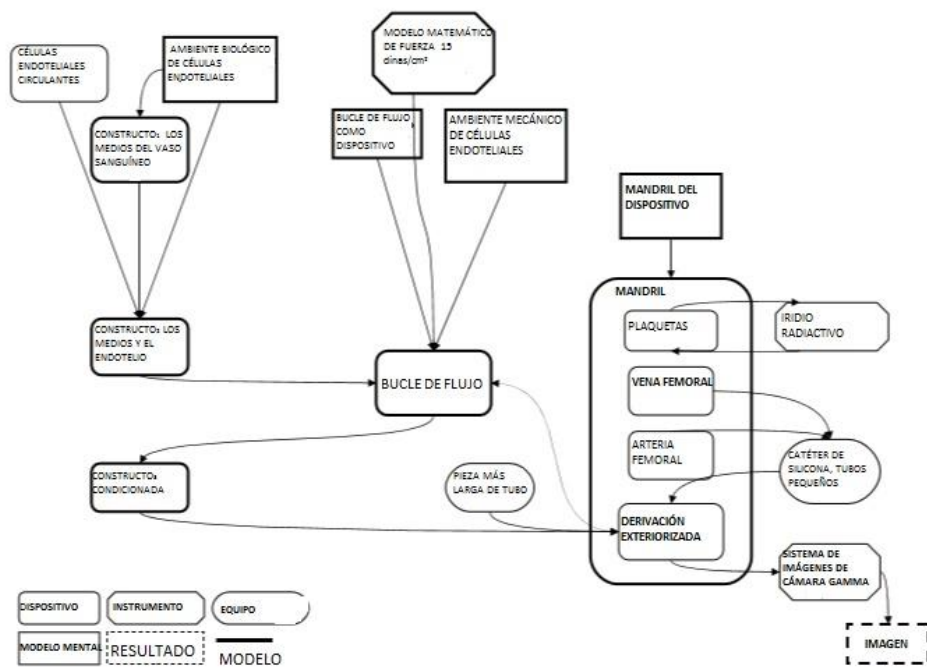 CÉLULAS
ENDOTELIALES
CIRCULANTES
AMBIENTE BIOLÓGICO
DE CÉLULAS
ENDOTELIALES
MODELO MATEMÁTICO
DE FUERZA 15
dinas/cm²
CONSTRUCTO: LOS
MEDIOS DEL VASO
SANGUÍNEO
BUCLE DE FLUJO
COMO
DISPOSITIVO
AMBIENTE MECÁNICO
DE CÉLULAS
ENDOTELIALES
MANDRIL DEL
DISPOSITIVO
MANDRIL
PLAQUETAS
IRIDIO
RADIACTIVO
CONSTRUCTO: LOS
MEDIOS Y EL
ENDOTELIO
BUCLE DE FLUJO
VENA FEMORAL
ARTERIA
FEMORAL
CATÉTER DE
SILICONA, TUBOS
PEQUEÑOS
CONSTRUCTO:
CONDICIONADA
PIEZA MÁS
LARGA DE TUBO
DERIVACIÓN
EXTERIORIZADA
SISTEMA DE
IMÁGENES DE
CÁMARA GAMMA
IMAGEN
DISPOSITIVO
INSTRUMENTO
EQUIPO
MODELO MENTAL
RESULTADO
MODELO